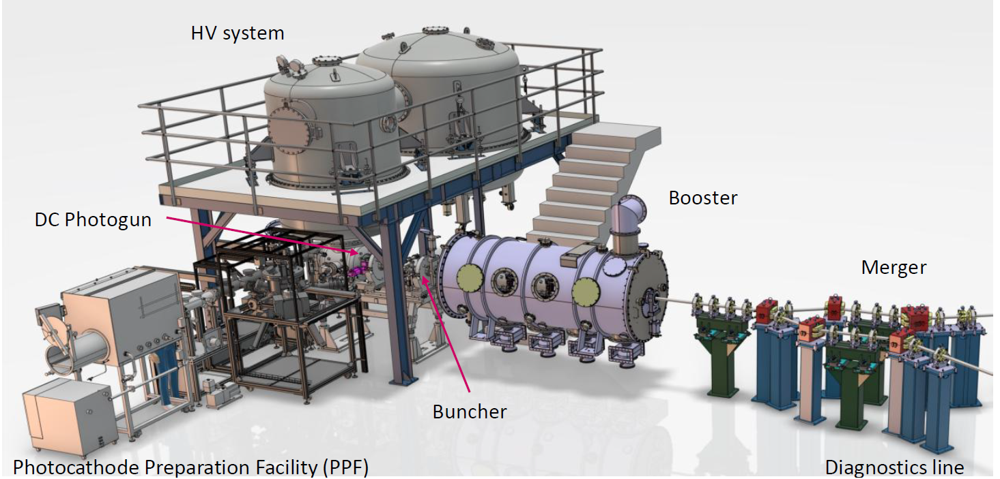 HV system
DC Photogun
Booster
Merger
Buncher
Photocathode Preparation Facility (PPF)
Diagnostics line